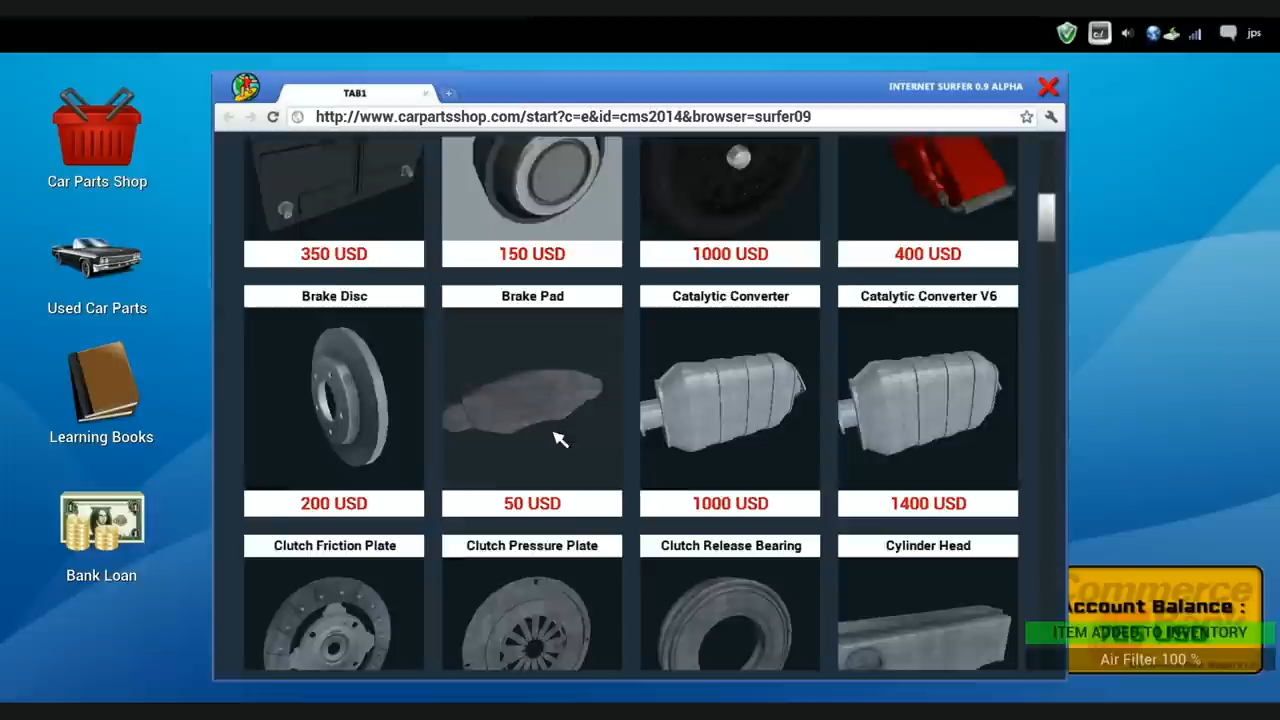 jps
TAB1
INTERNET SURFER 0.9 ALPHA
http://www.carpartsshop.com/start?c=e&id=cms2014&browser=surfer09
Car Parts Shop
Used Car Parts
Learning Books
Bank Loan
350 USD
150 USD
1000 USD
400 USD
Brake Disc
Brake Pad
Catalytic Converter
Catalytic Converter V6
200 USD
50 USD
1000 USD
1400 USD
Clutch Friction Plate
Clutch Pressure Plate
Clutch Release Bearing
Cylinder Head
Commerce
Account Balance :
ITEM ADDED TO INVENTORY
Air Filter 100 %